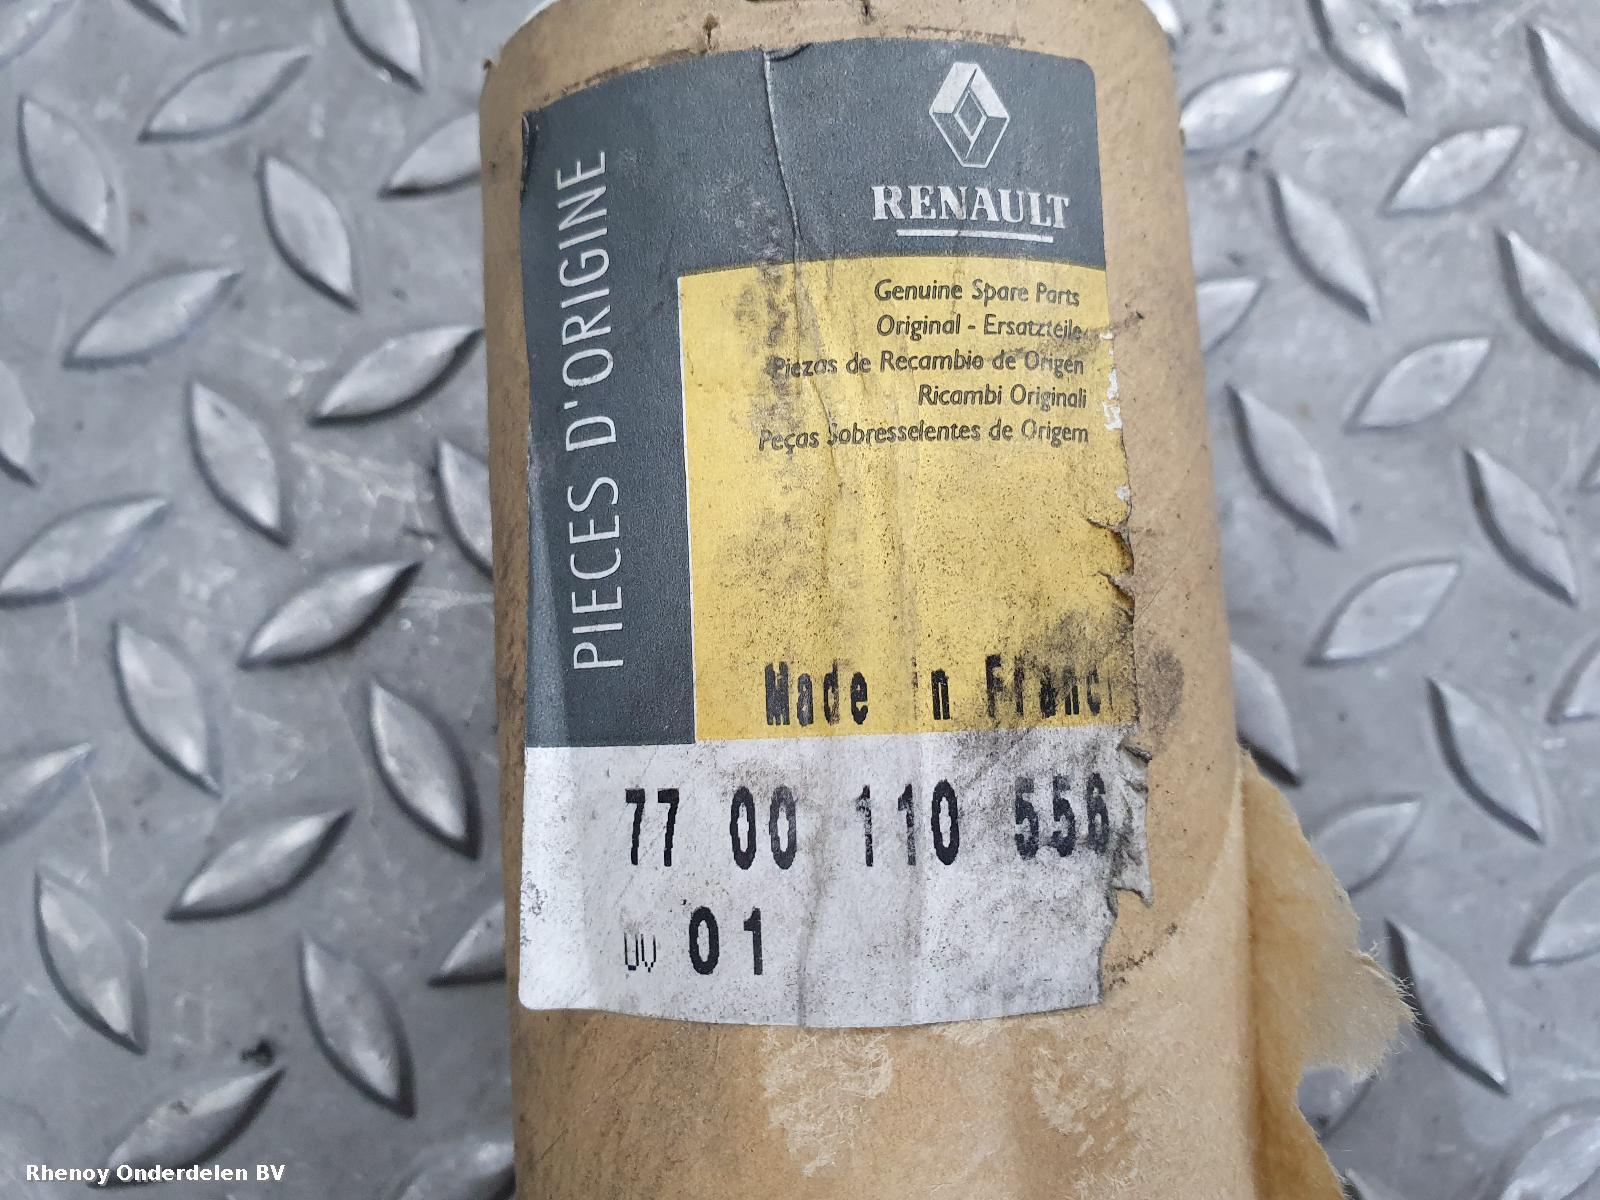 PIECES D'ORIGINE
RENAULT
Genuine Spare Parts
Original - Ersatzteile
Piezas de Recambio de Origen
Ricambi Originali
Peças Sobresselentes de Origem
Made n Franc
77 00 110 556
UV 01
Rhenoy Onderdelen BV